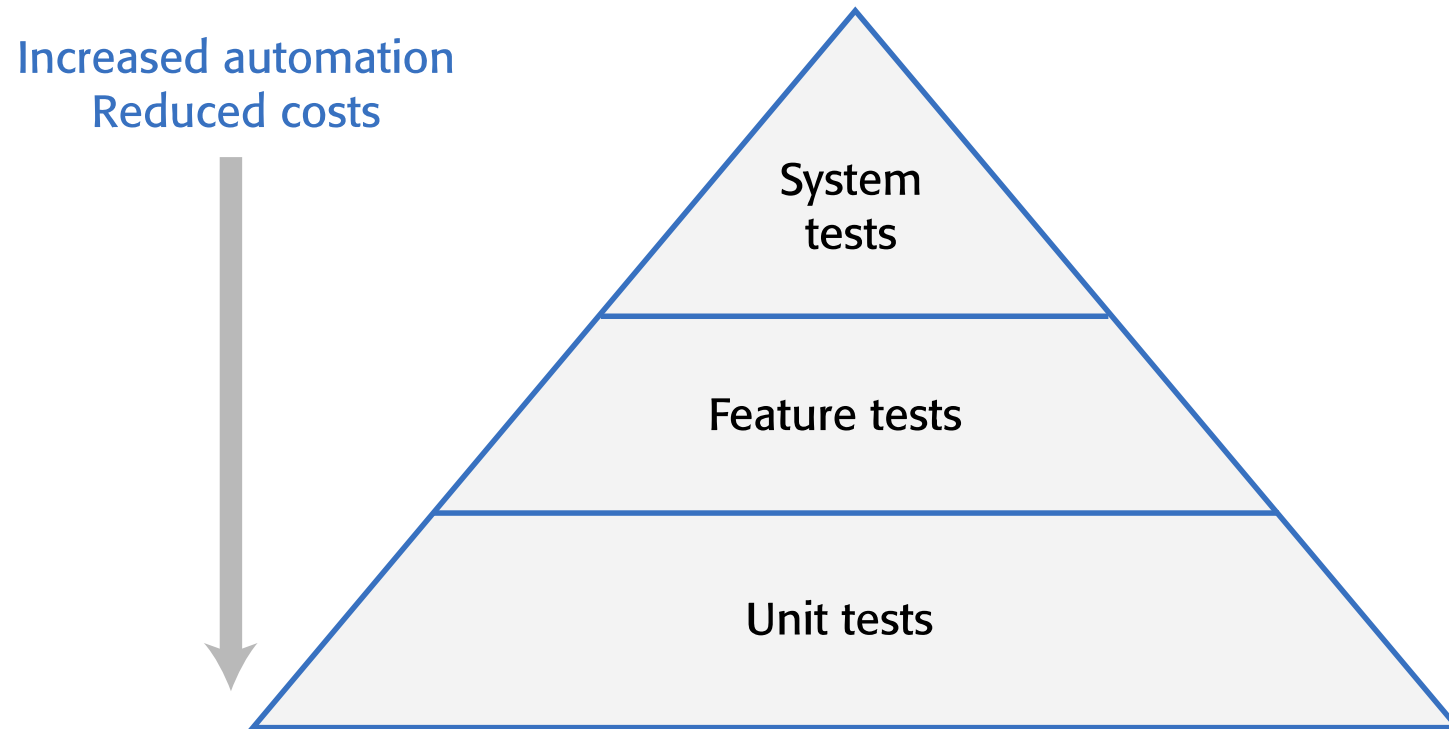 Increased automation
Reduced costs
System
tests
Feature tests
Unit tests